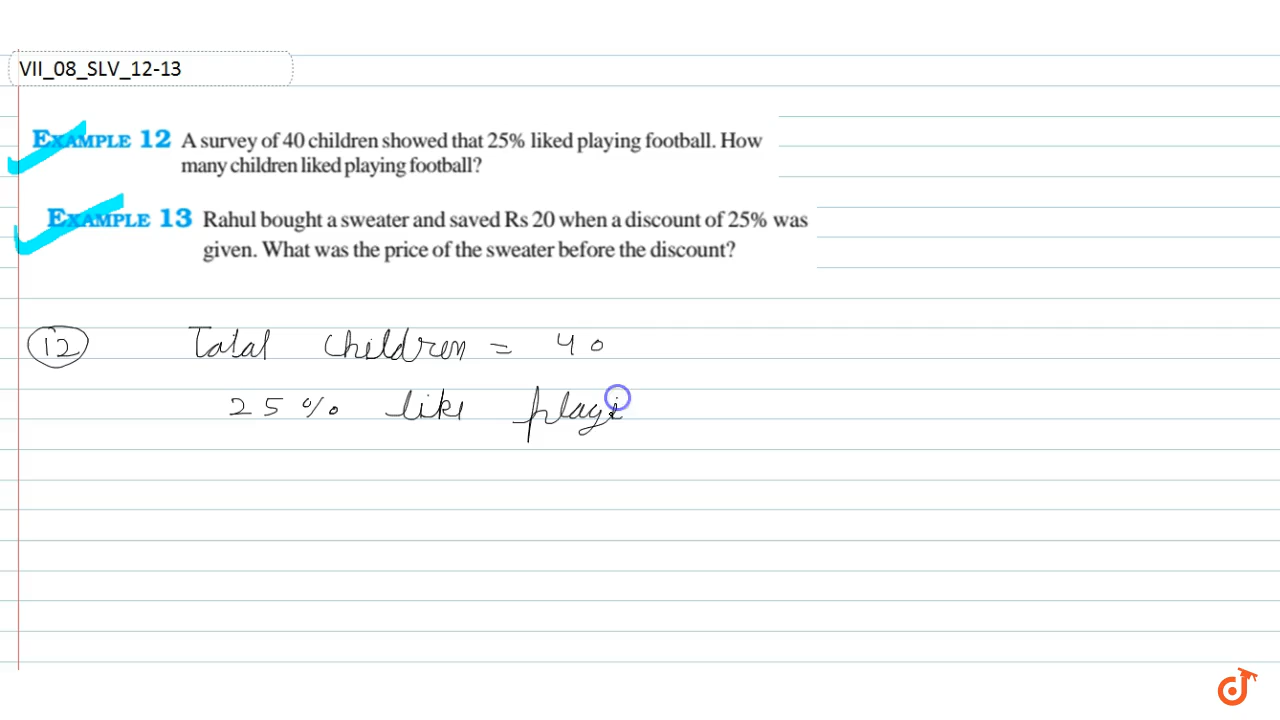 VII_08_SLV_12-13
EXAMPLE 12 A survey of 40 children showed that 25% liked playing football. How
many children liked playing football?
EXAMPLE 13 Rahul bought a sweater and saved Rs 20 when a discount of 25% was
given. What was the price of the sweater before the discount?
12 Total children = 40
25% like playi